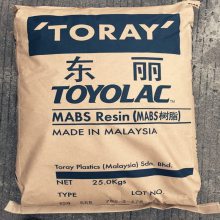 'TORAY'
东丽
TOYOLAC™
MABS Resin (MABS树脂)
MADE IN MALAYSIA
Toray Plastics (Malaysia) Sdn. Bhd.
NET 25.0Kgs
TYPE LOT NO.